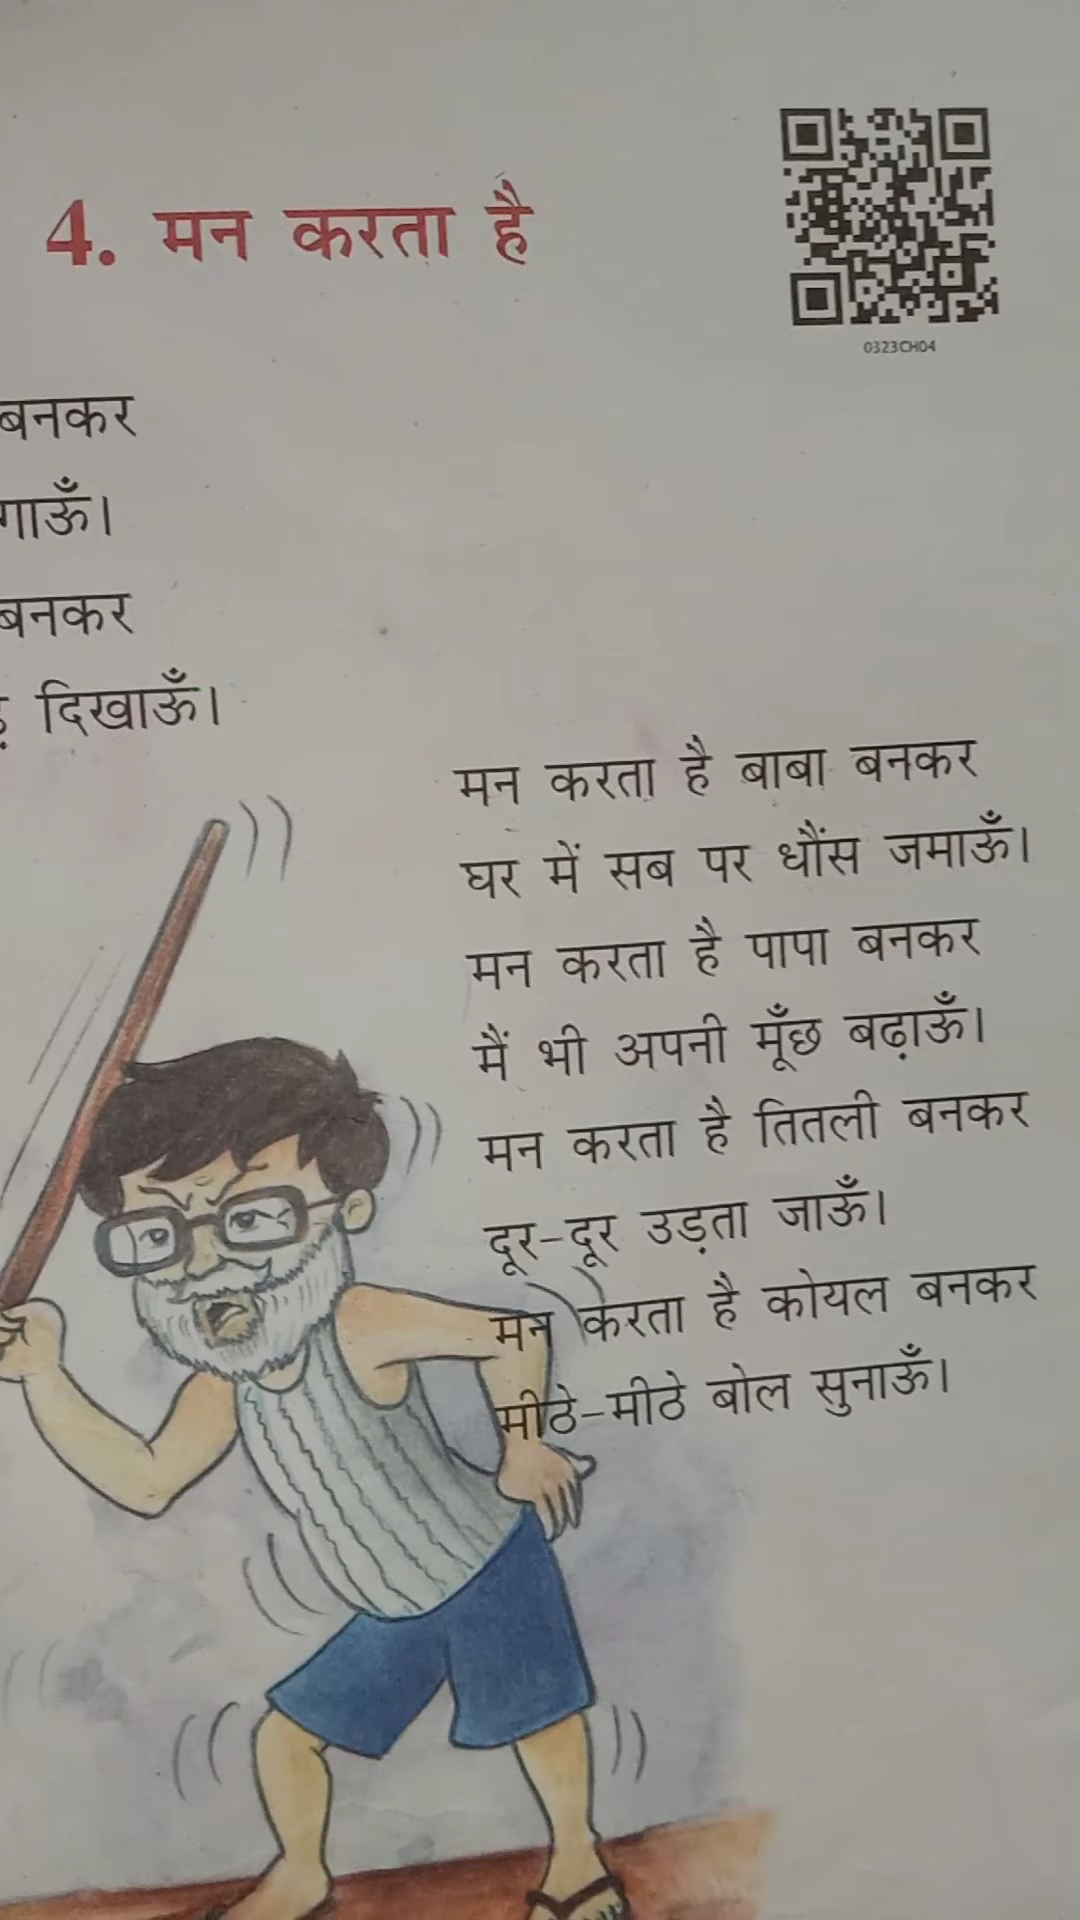 4. मन करता है
0323CH04
बनकर
गाऊँ।
बनकर
दिखाऊँ।
मन करता है बाबा बनकर
घर में सब पर धौंस जमाऊँ।
मन करता है पापा बनकर
मैं भी अपनी मूँछ बढ़ाऊँ।
मन करता है तितली बनकर
दूर-दूर उड़ता जाऊँ।
मन करता है कोयल बनकर
मीठे-मीठे बोल सुनाऊँ।